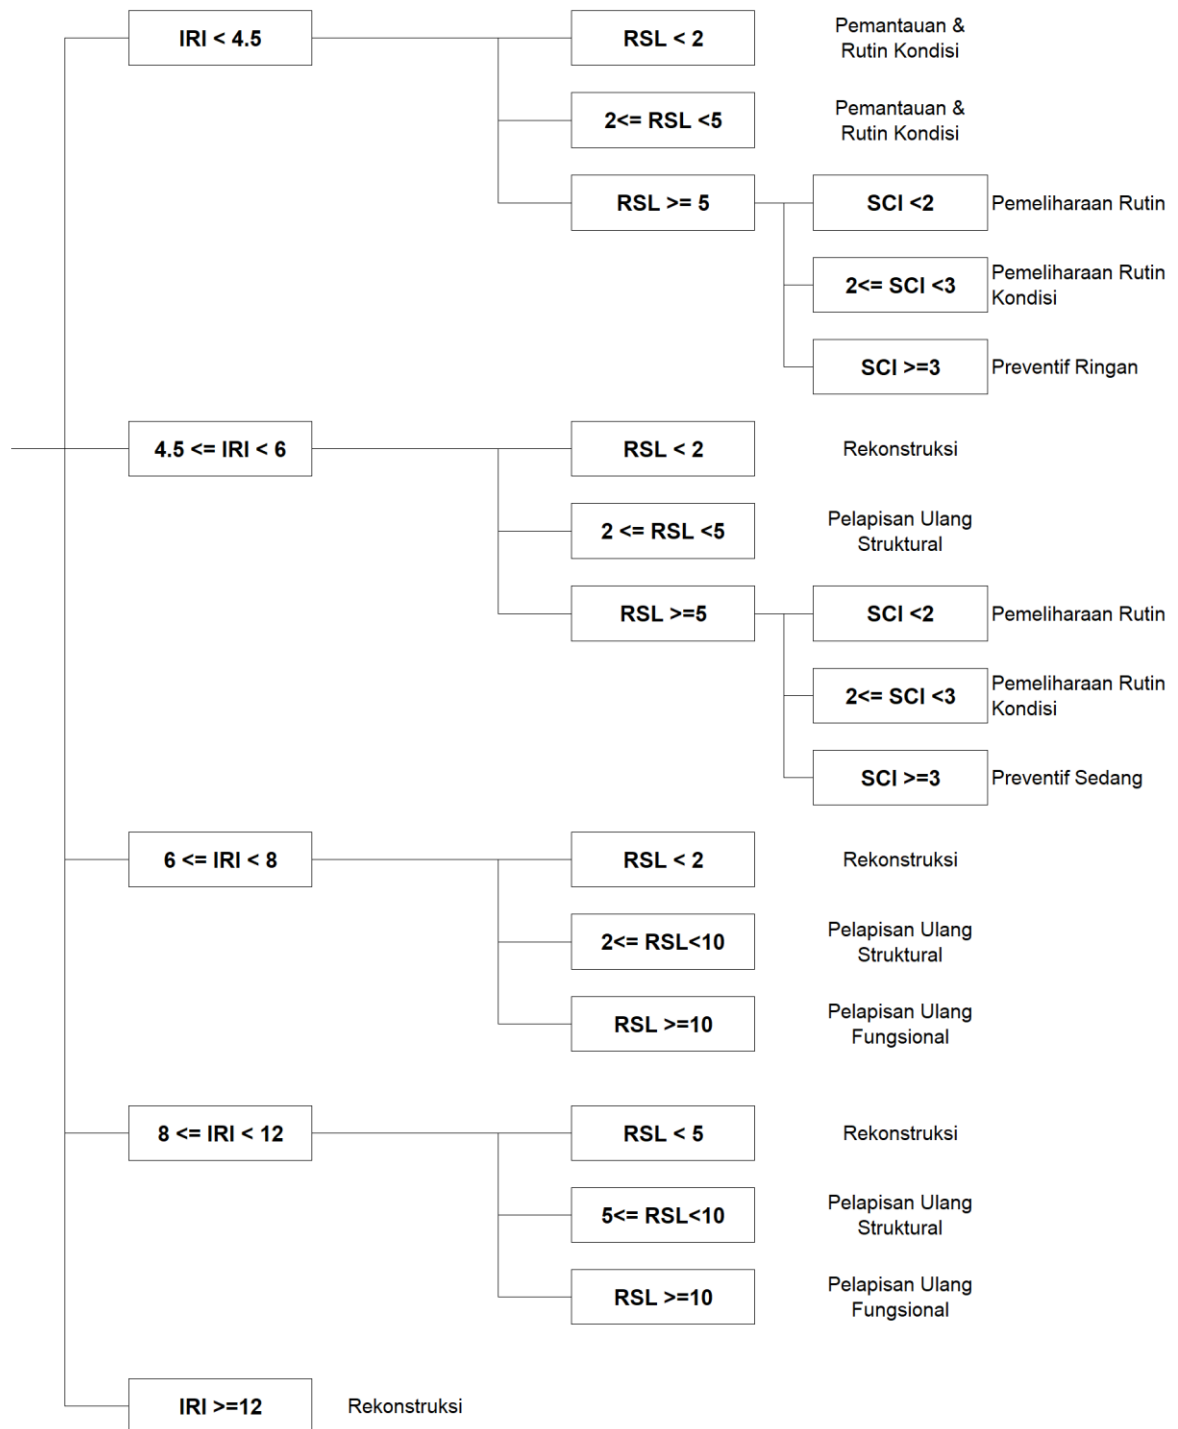 IRI < 4.5
RSL < 2
Pemantauan &
Rutin Kondisi
2<= RSL <5
Pemantauan &
Rutin Kondisi
RSL >= 5
SCI <2
Pemeliharaan Rutin
2<= SCI <3
Pemeliharaan Rutin
Kondisi
SCI >=3
Preventif Ringan
4.5 <= IRI < 6
RSL < 2
Rekonstruksi
2 <= RSL <5
Pelapisan Ulang
Struktural
RSL >=5
SCI <2
Pemeliharaan Rutin
2<= SCI <3
Pemeliharaan Rutin
Kondisi
SCI >=3
Preventif Sedang
6 <= IRI < 8
RSL < 2
Rekonstruksi
2<= RSL<10
Pelapisan Ulang
Struktural
RSL >=10
Pelapisan Ulang
Fungsional
8 <= IRI < 12
RSL < 5
Rekonstruksi
5<= RSL<10
Pelapisan Ulang
Struktural
RSL >=10
Pelapisan Ulang
Fungsional
IRI >=12
Rekonstruksi